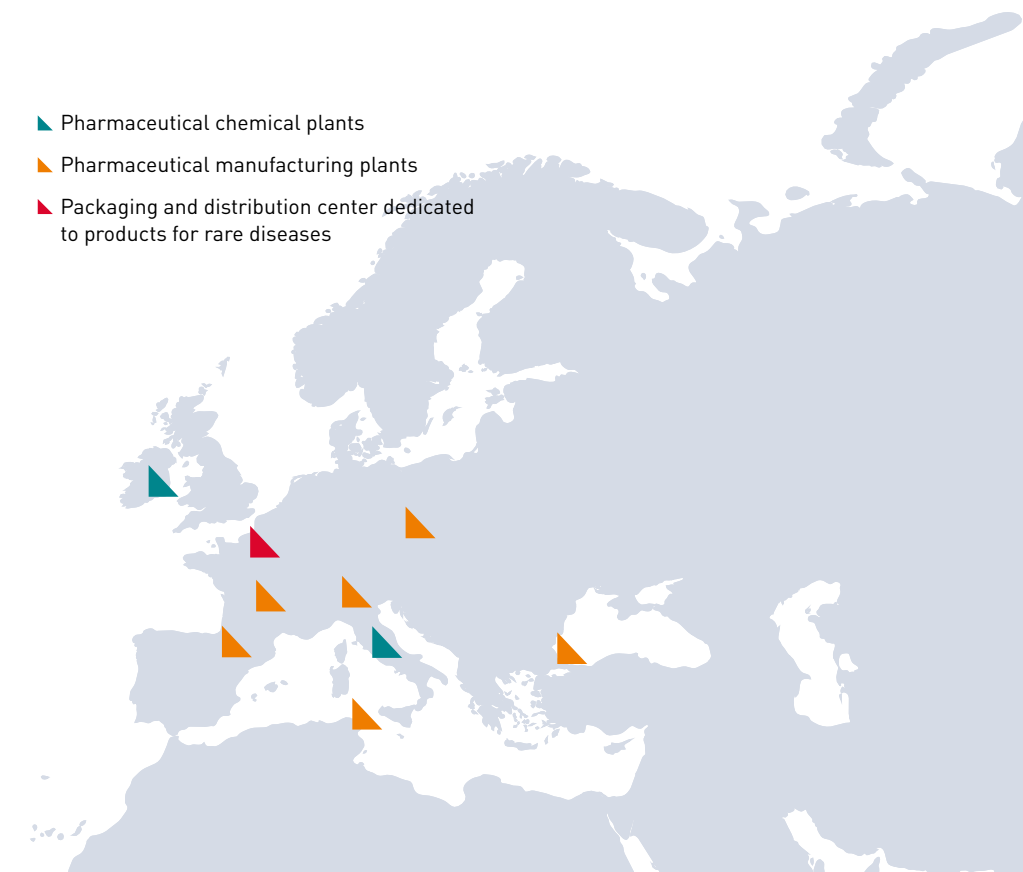 Pharmaceutical chemical plants
Pharmaceutical manufacturing plants
Packaging and distribution center dedicated
to products for rare diseases